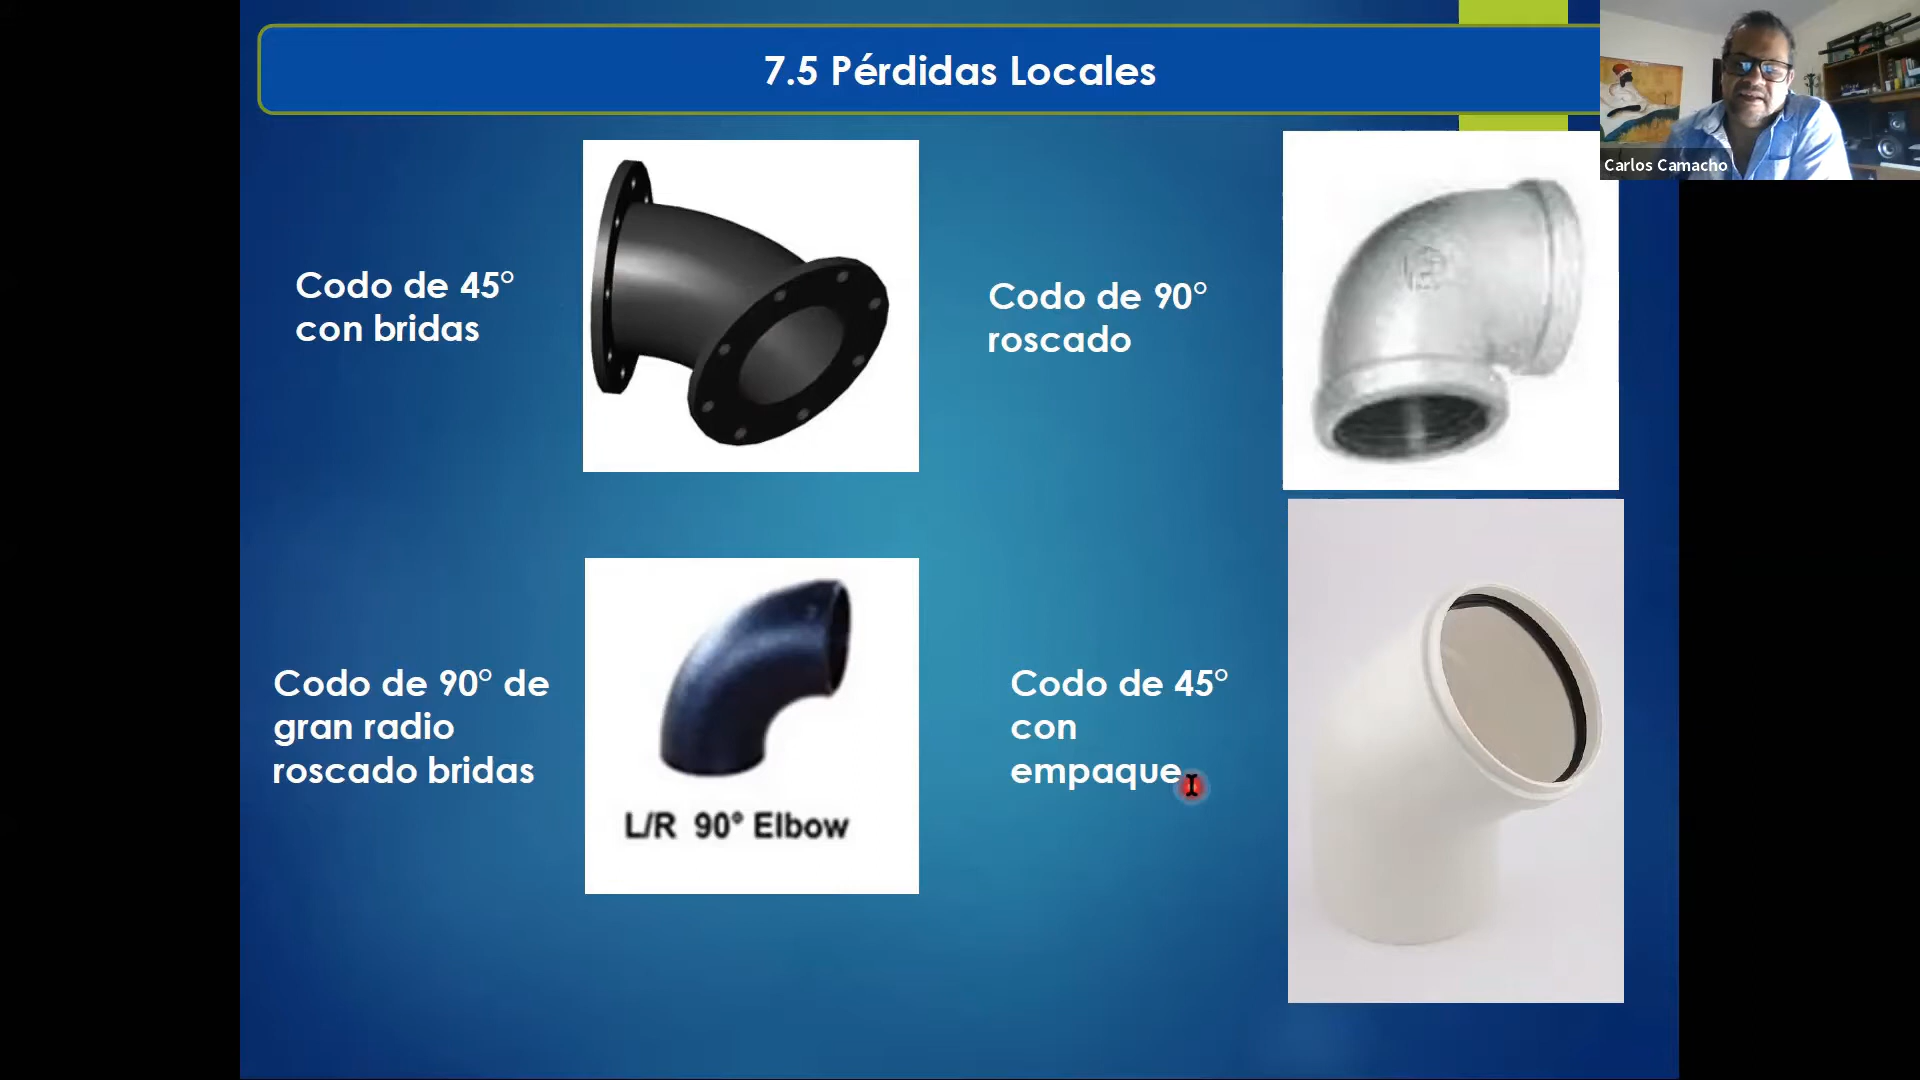 7.5 Pérdidas Locales
Carlos Camacho
Codo de 45°
con bridas
Codo de 90°
roscado
Codo de 90° de
gran radio
roscado bridas
L/R 90° Elbow
Codo de 45°
con
empaque